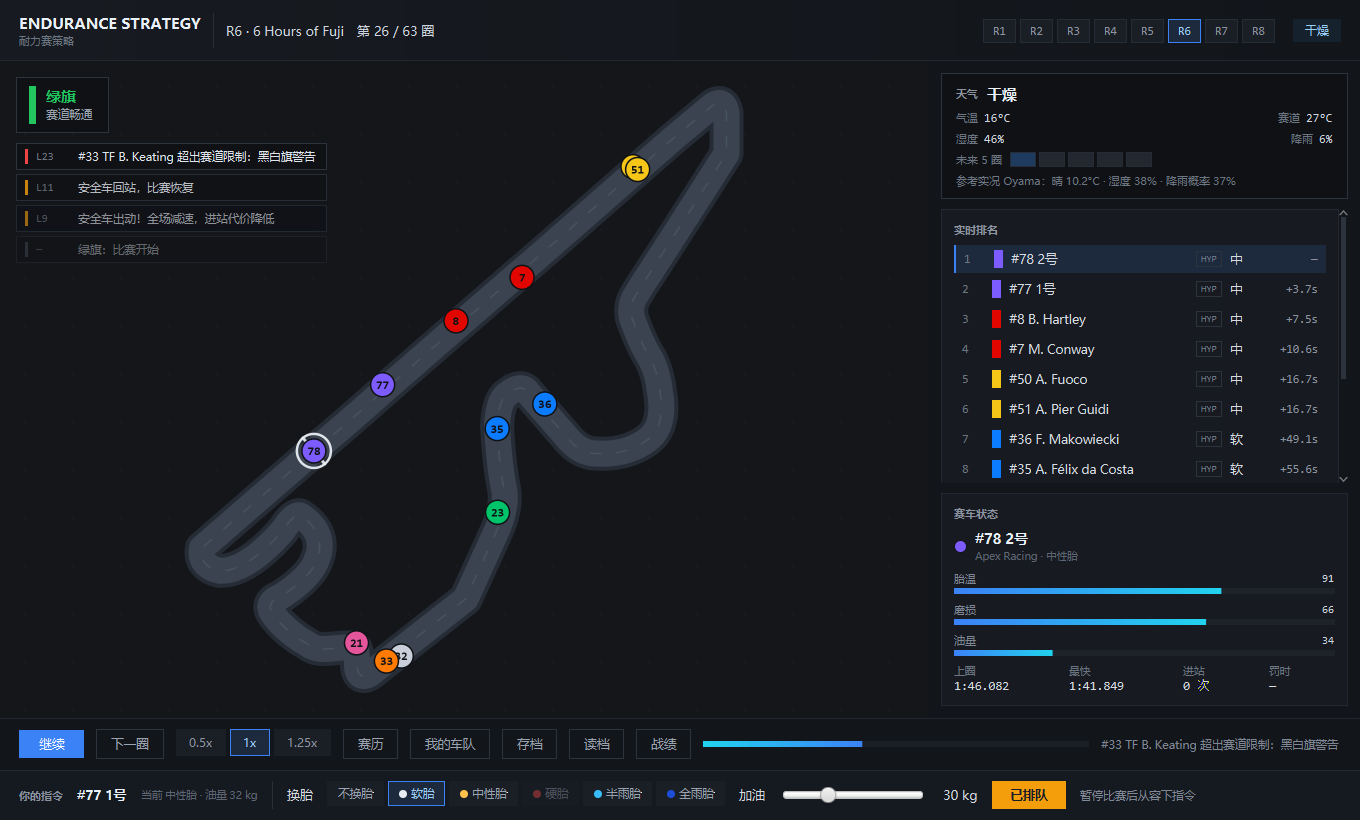 ENDURANCE STRATEGY
耐力赛策略
R6 · 6 Hours of Fuji 第 26 / 63 圈
R1 R2 R3 R4 R5 R6 R7 R8 干燥
绿旗
赛道畅通
L23 #33 TF B. Keating 超出赛道限制：黑白旗警告
L11 安全车回站，比赛恢复
L9 安全车出动！全场减速，进站代价降低
— 绿旗：比赛开始
51
7
8
77
78
36
35
23
21
33
32
天气 干燥
气温 16°C 赛道 27°C
湿度 46% 降雨 6%
未来 5 圈
参考实况 Oyama：晴 10.2°C · 湿度 38% · 降雨概率 37%
实时排名
1 #78 2号 HYP 中 —
2 #77 1号 HYP 中 +3.7s
3 #8 B. Hartley HYP 中 +7.5s
4 #7 M. Conway HYP 中 +10.6s
5 #50 A. Fuoco HYP 中 +16.7s
6 #51 A. Pier Guidi HYP 中 +16.7s
7 #36 F. Makowiecki HYP 软 +49.1s
8 #35 A. Félix da Costa HYP 软 +55.6s
赛车状态
#78 2号
Apex Racing · 中性胎
胎温 91
磨损 66
油量 34
上圈 最快 进站 罚时
1:46.082 1:41.849 0 次 —
继续 下一圈 0.5x 1x 1.25x 赛历 我的车队 存档 读档 战绩 #33 TF B. Keating 超出赛道限制：黑白旗警告
你的指令 #77 1号 当前 中性胎 · 油量 32 kg 换胎 不换胎 软胎 中性胎 硬胎 半雨胎 全雨胎 加油 30 kg 已排队 暂停比赛后从容下指令